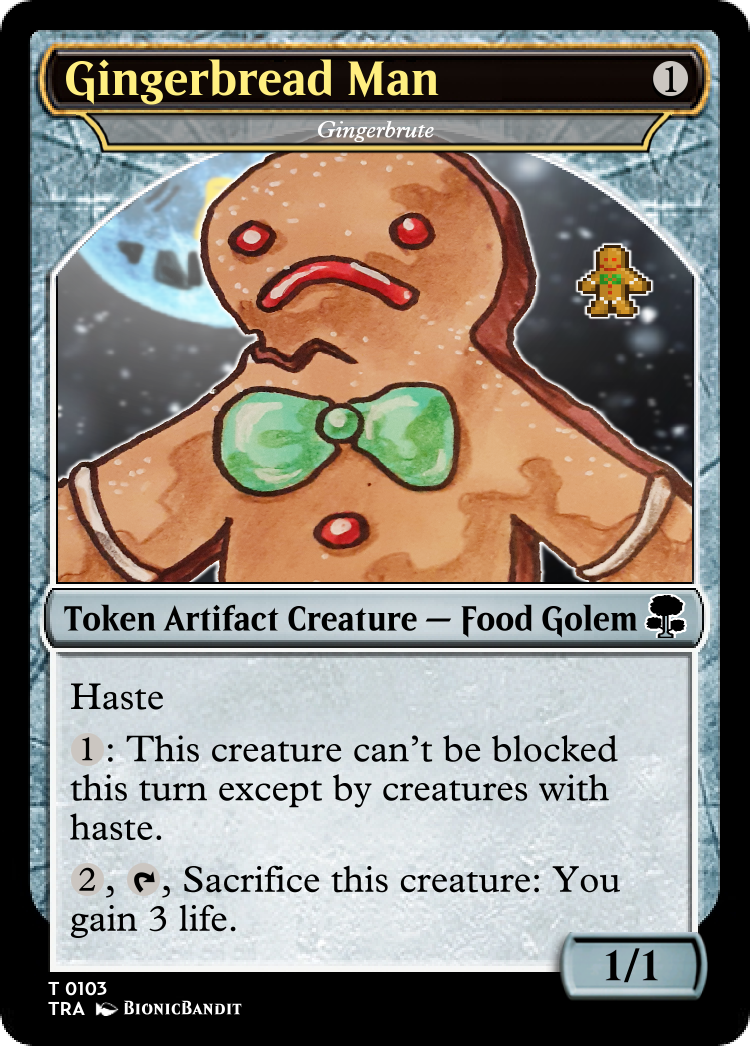 Gingerbread Man 1
Gingerbrute
Token Artifact Creature — Food Golem
Haste
1: This creature can't be blocked
this turn except by creatures with
haste.
2, , Sacrifice this creature: You
gain 3 life.
1/1
T 0103
TRA BionicBandit